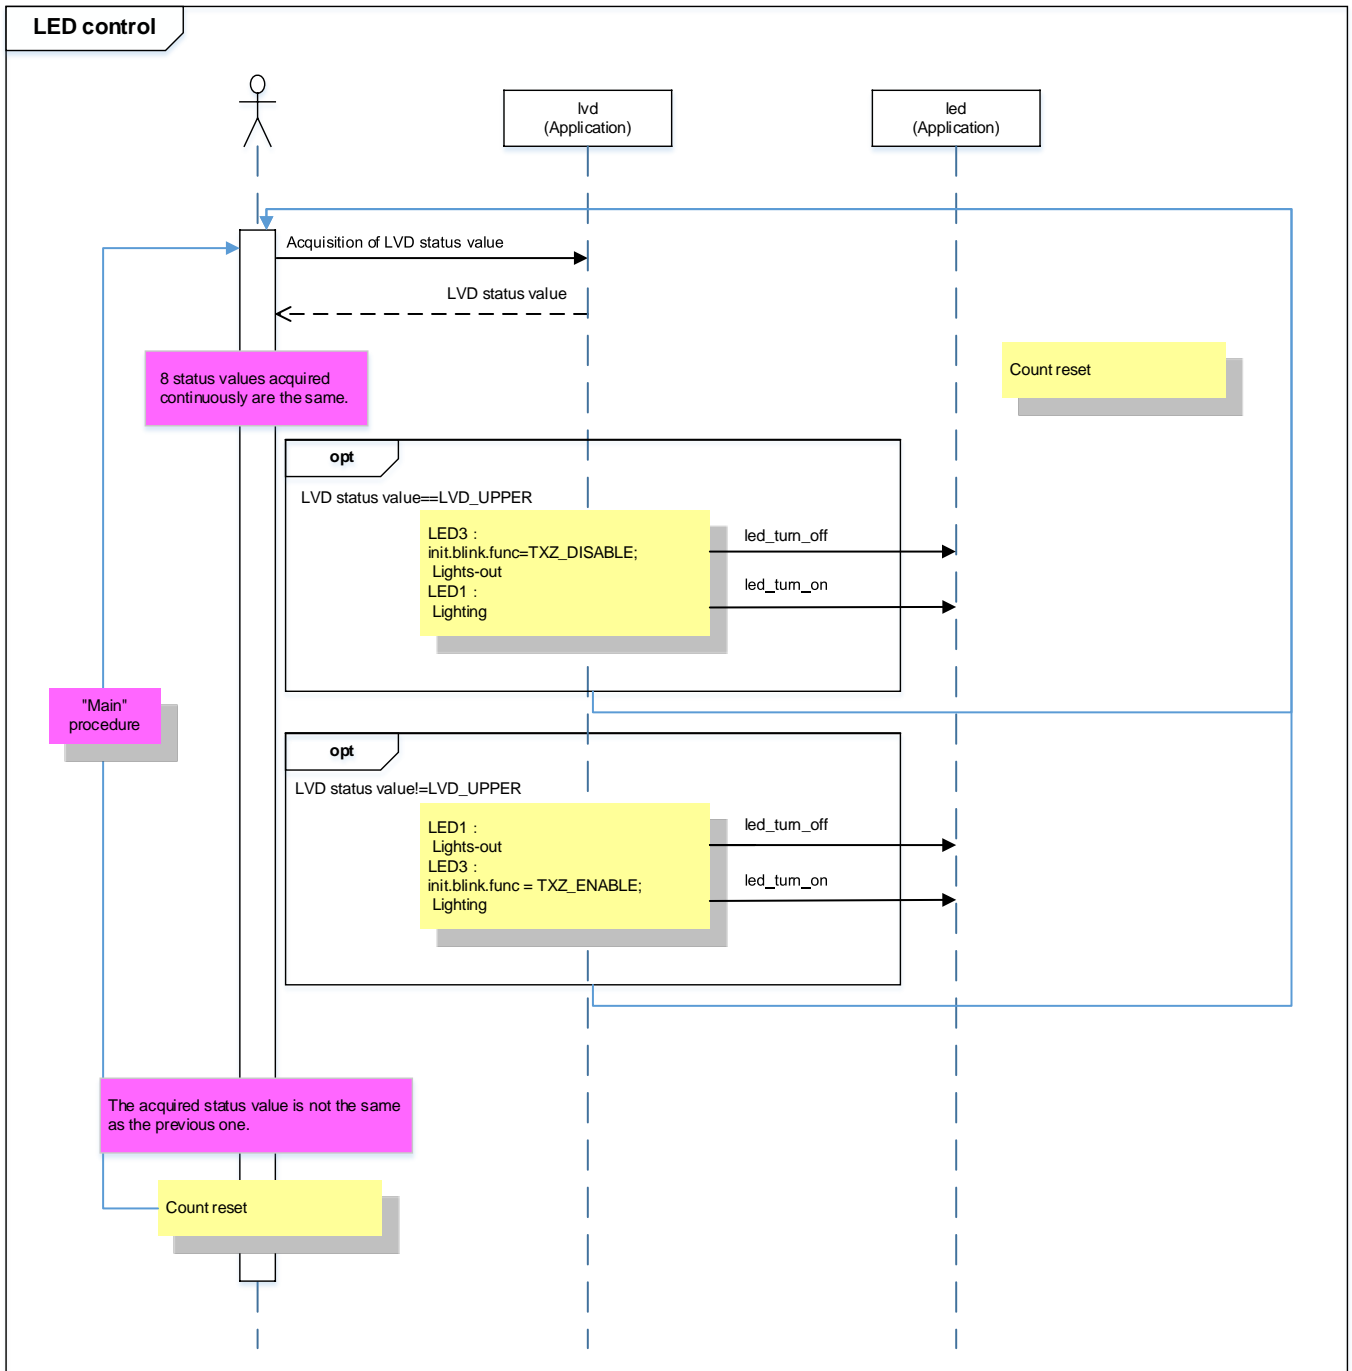 LED control
lvd
(Application)
led
(Application)
Acquisition of LVD status value
LVD status value
8 status values acquired
continuously are the same.
Count reset
opt
LVD status value==LVD_UPPER
LED3 :
init.blink.func=TXZ_DISABLE;
Lights-out
LED1 :
Lighting
led_turn_off
led_turn_on
"Main"
procedure
opt
LVD status value!=LVD_UPPER
LED1 :
Lights-out
LED3 :
init.blink.func = TXZ_ENABLE;
Lighting
led_turn_off
led_turn_on
The acquired status value is not the same
as the previous one.
Count reset